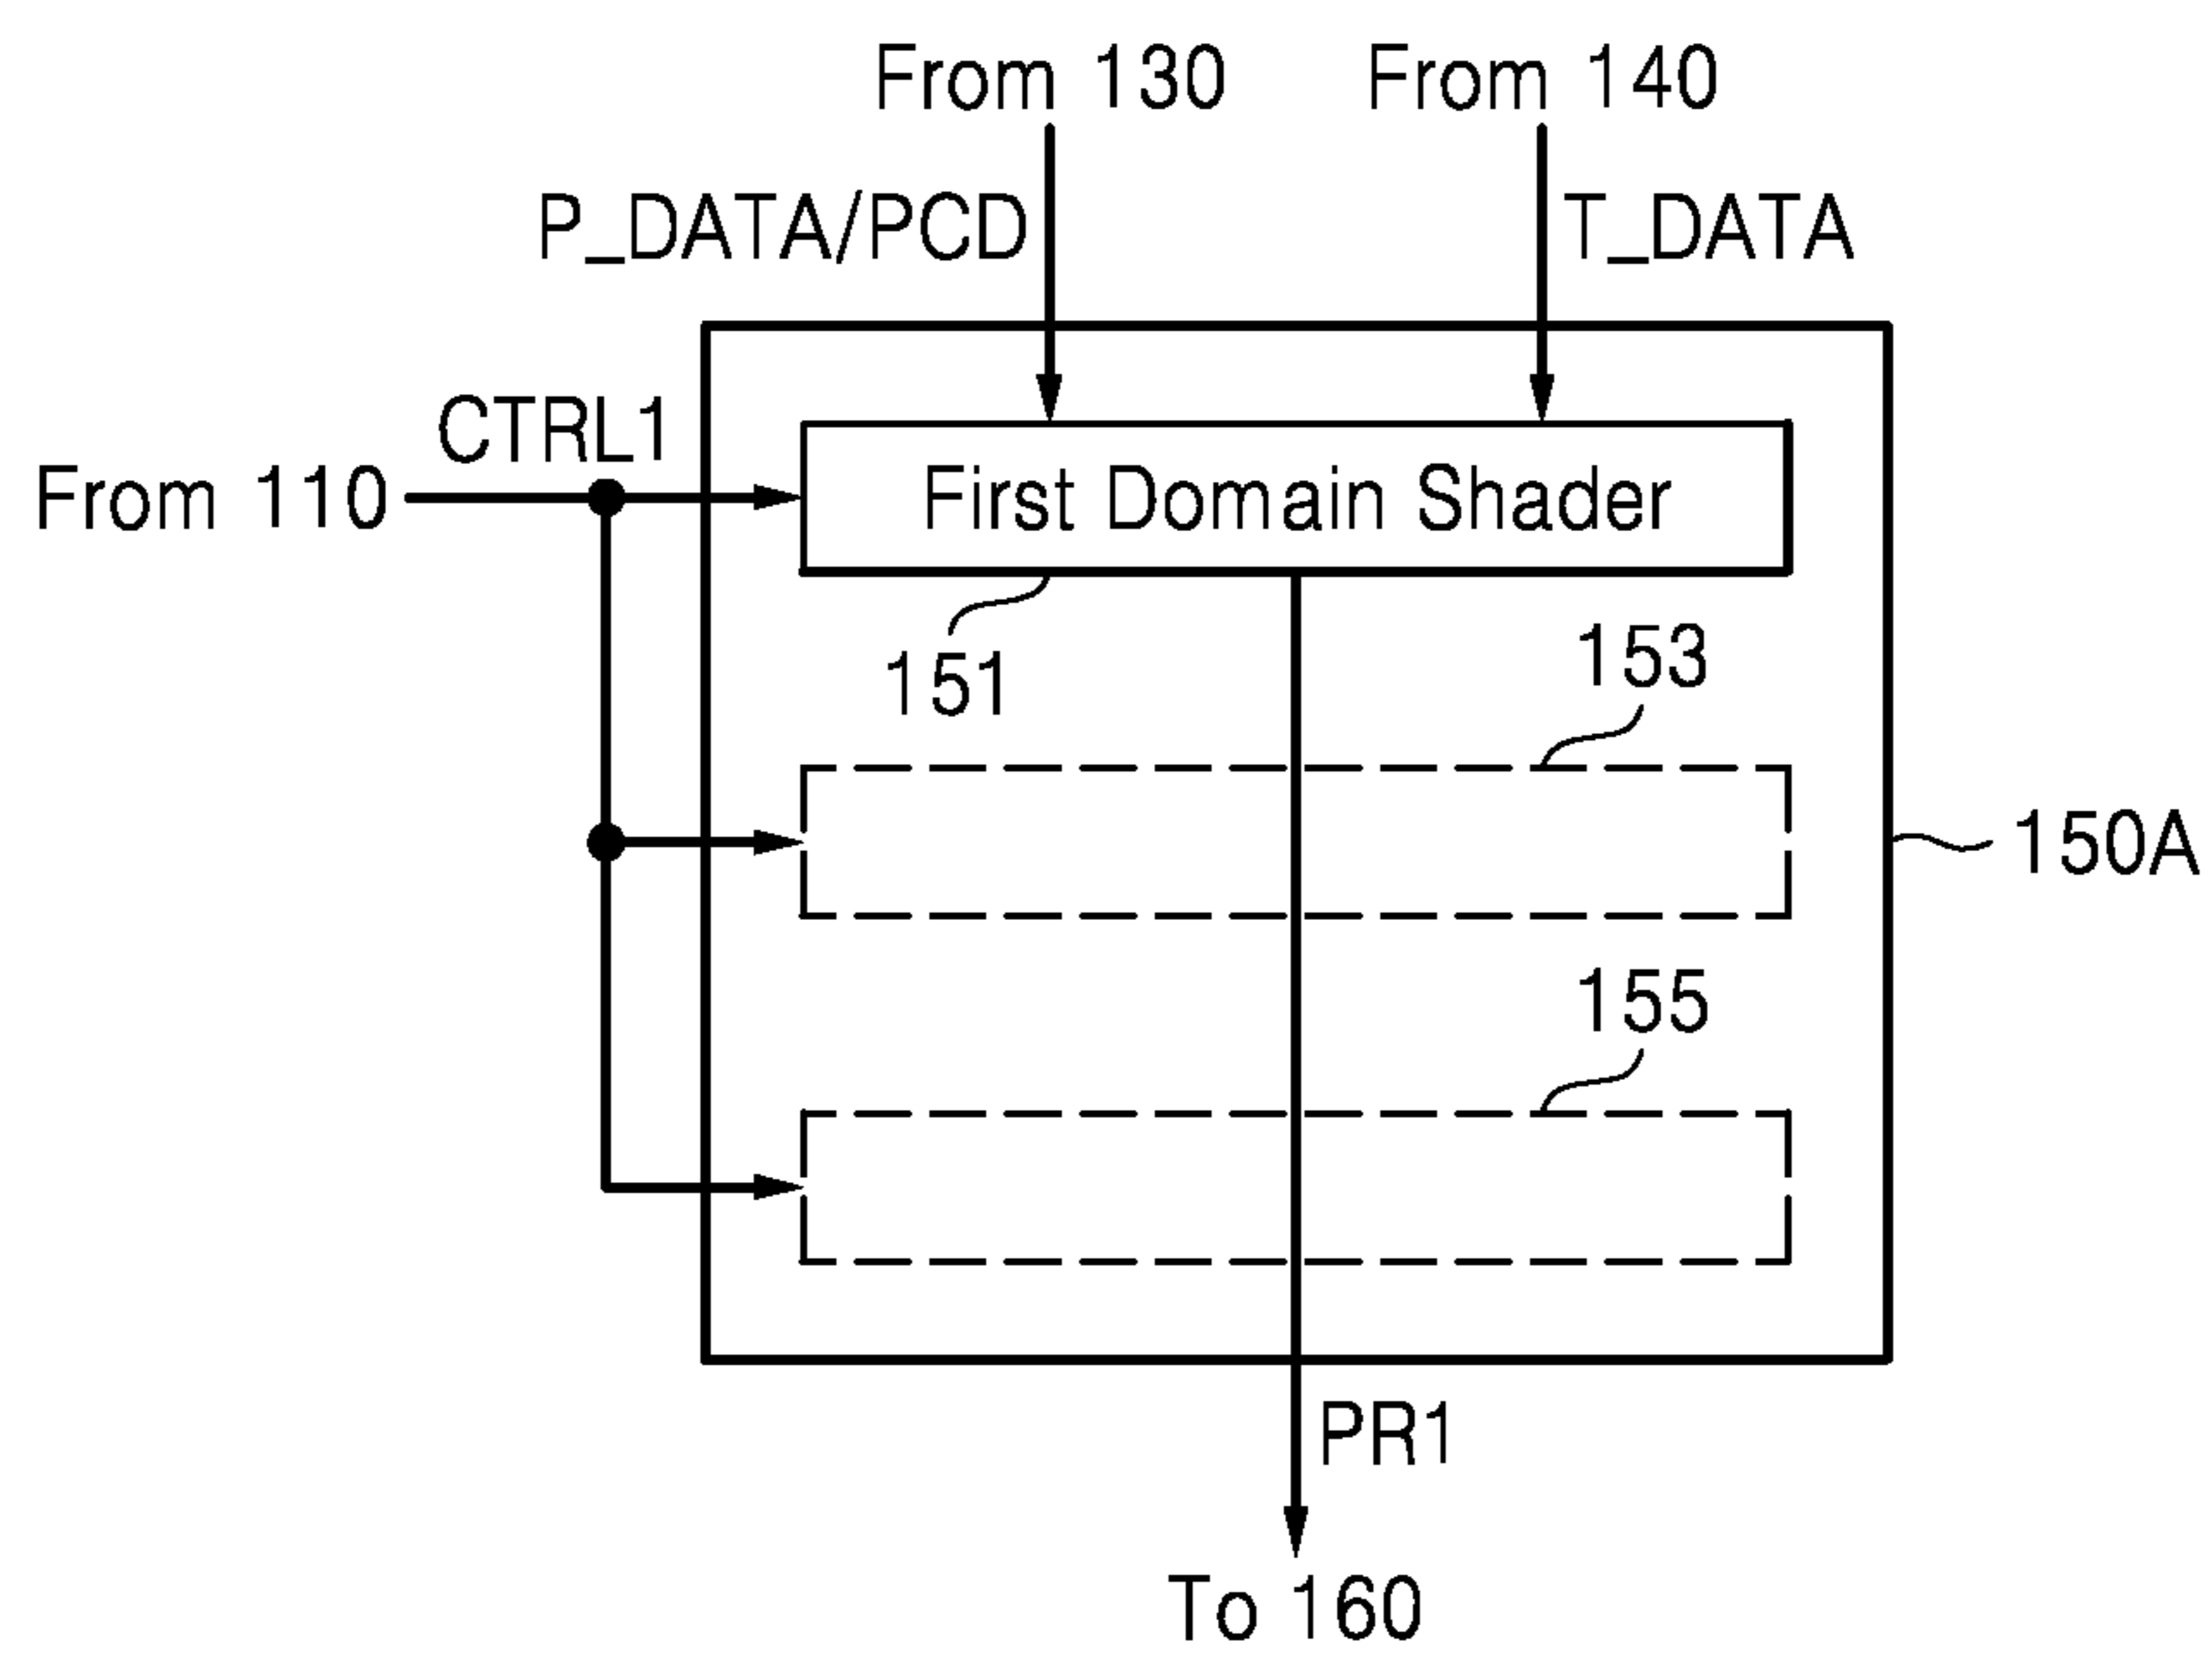 From 130
From 140
P_DATA/PCD
T_DATA
CTRL1
From 110
First Domain Shader
151
153
150A
155
PR1
To 160